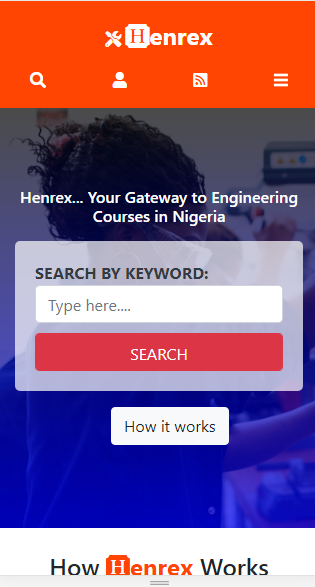 Henrex
Henrex... Your Gateway to Engineering
Courses in Nigeria
SEARCH BY KEYWORD:
Type here....
SEARCH
How it works
How Henrex Works